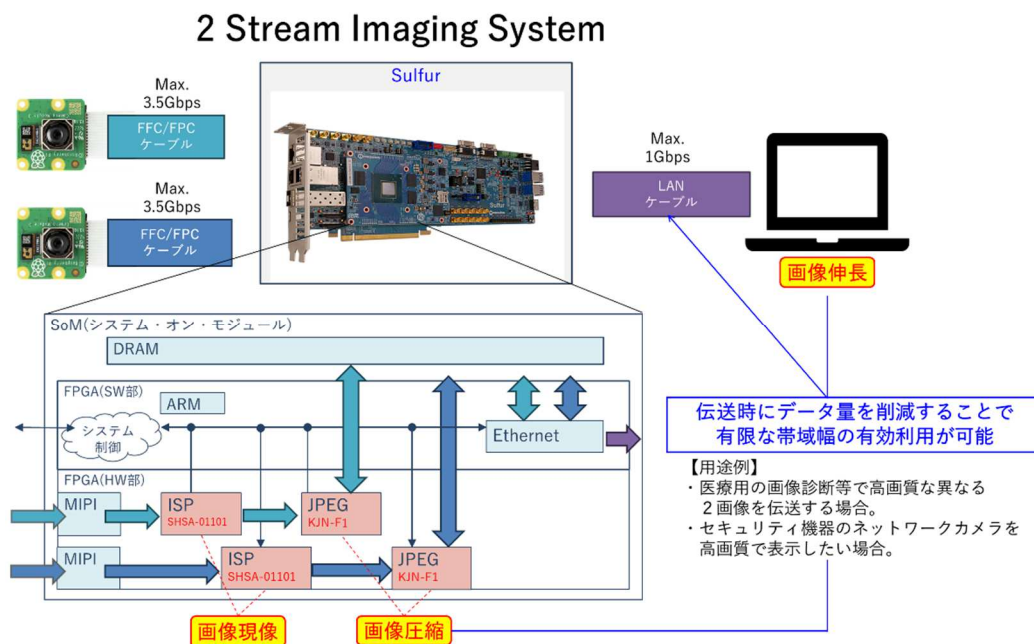 2 Stream Imaging System
Max.
3.5Gbps
FFC/FPC
ケーブル
Max.
3.5Gbps
FFC/FPC
ケーブル
Sulfur
Max.
1Gbps
LAN
ケーブル
画像伸長
SoM(システム・オン・モジュール)
DRAM
FPGA(SW部)
ARM
システム
制御
Ethernet
FPGA(HW部)
MIPI
ISP
SHSA-01101
JPEG
KJN-F1
MIPI
ISP
SHSA-01101
JPEG
KJN-F1
画像現像
画像圧縮
伝送時にデータ量を削減することで
有限な帯域幅の有効利用が可能
【用途例】
・医療用の画像診断等で高画質な異なる
２画像を伝送する場合。
・セキュリティ機器のネットワークカメラを
高画質で表示したい場合。